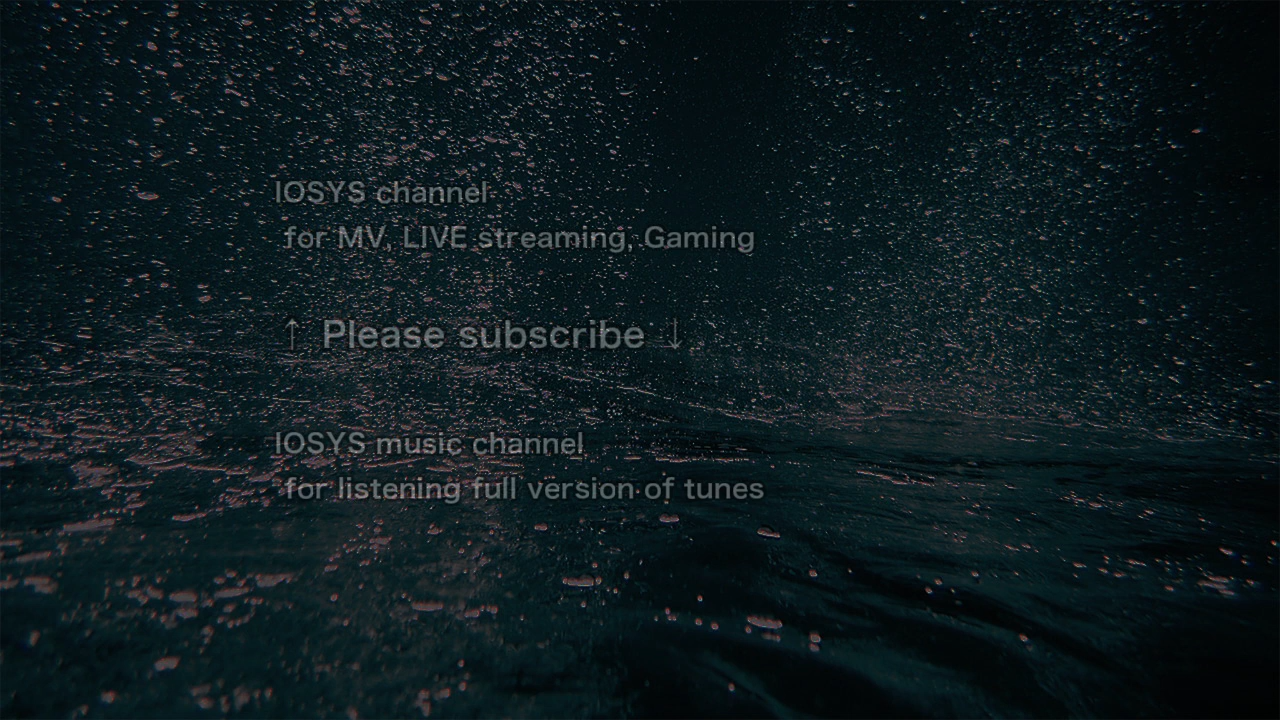 IOSYS channel
for MV, LIVE streaming, Gaming
↑ Please subscribe ↓
IOSYS music channel
for listening full version of tunes